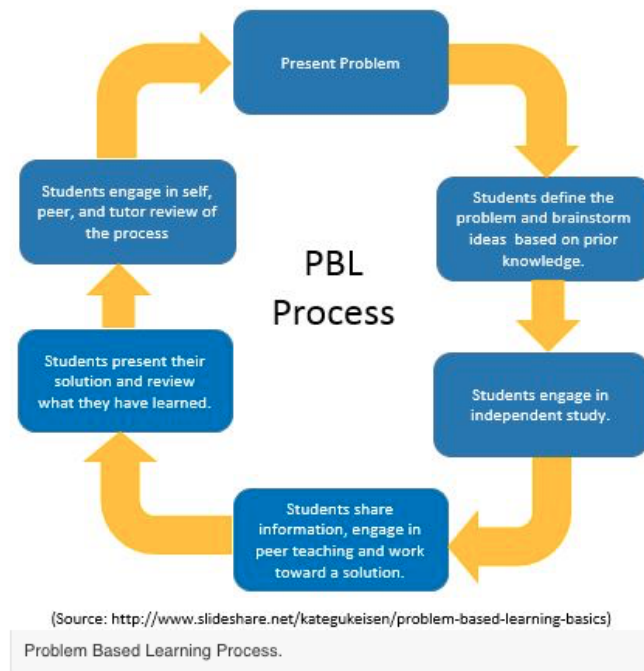 Present Problem
Students define the
problem and brainstorm
ideas based on prior
knowledge.
Students engage in
independent study.
Students share
information, engage in
peer teaching and work
toward a solution.
Students present their
solution and review
what they have learned.
Students engage in self,
peer, and tutor review of
the process
PBL
Process
(Source: http://www.slideshare.net/kategukeisen/problem-based-learning-basics)
Problem Based Learning Process.